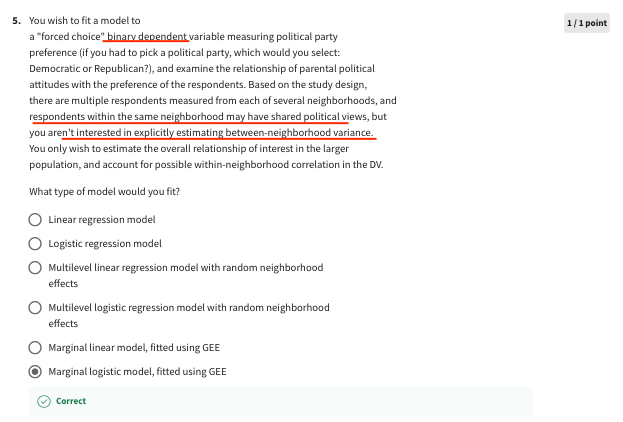 5. You wish to fit a model to
1 / 1 point
a "forced choice" binary dependent variable measuring political party
preference (if you had to pick a political party, which would you select:
Democratic or Republican?), and examine the relationship of parental political
attitudes with the preference of the respondents. Based on the study design,
there are multiple respondents measured from each of several neighborhoods, and
respondents within the same neighborhood may have shared political views, but
you aren't interested in explicitly estimating between-neighborhood variance.
You only wish to estimate the overall relationship of interest in the larger
population, and account for possible within-neighborhood correlation in the DV.
What type of model would you fit?
Linear regression model
Logistic regression model
Multilevel linear regression model with random neighborhood
effects
Multilevel logistic regression model with random neighborhood
effects
Marginal linear model, fitted using GEE
Marginal logistic model, fitted using GEE
Correct